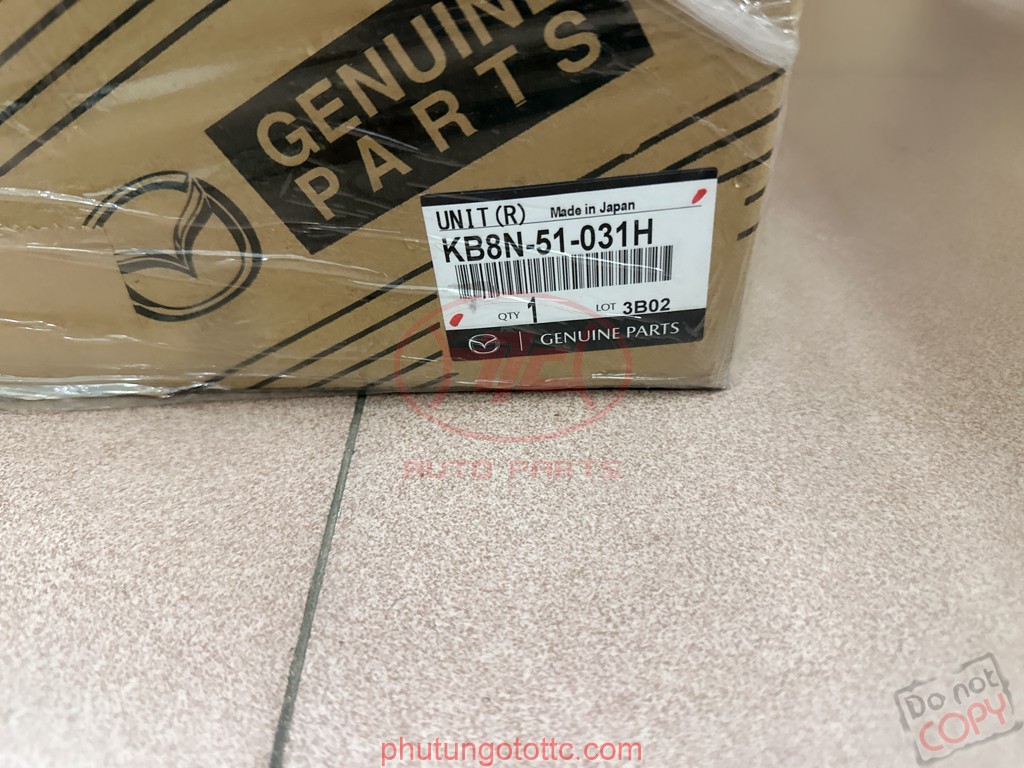 GENUINE
PARTS
UNIT (R) Made in Japan
KB8N-51-031H
QTY 1 LOT 3B02
GENUINE PARTS
AUTO PARTS
Do not
COPY
phutungotottc.com